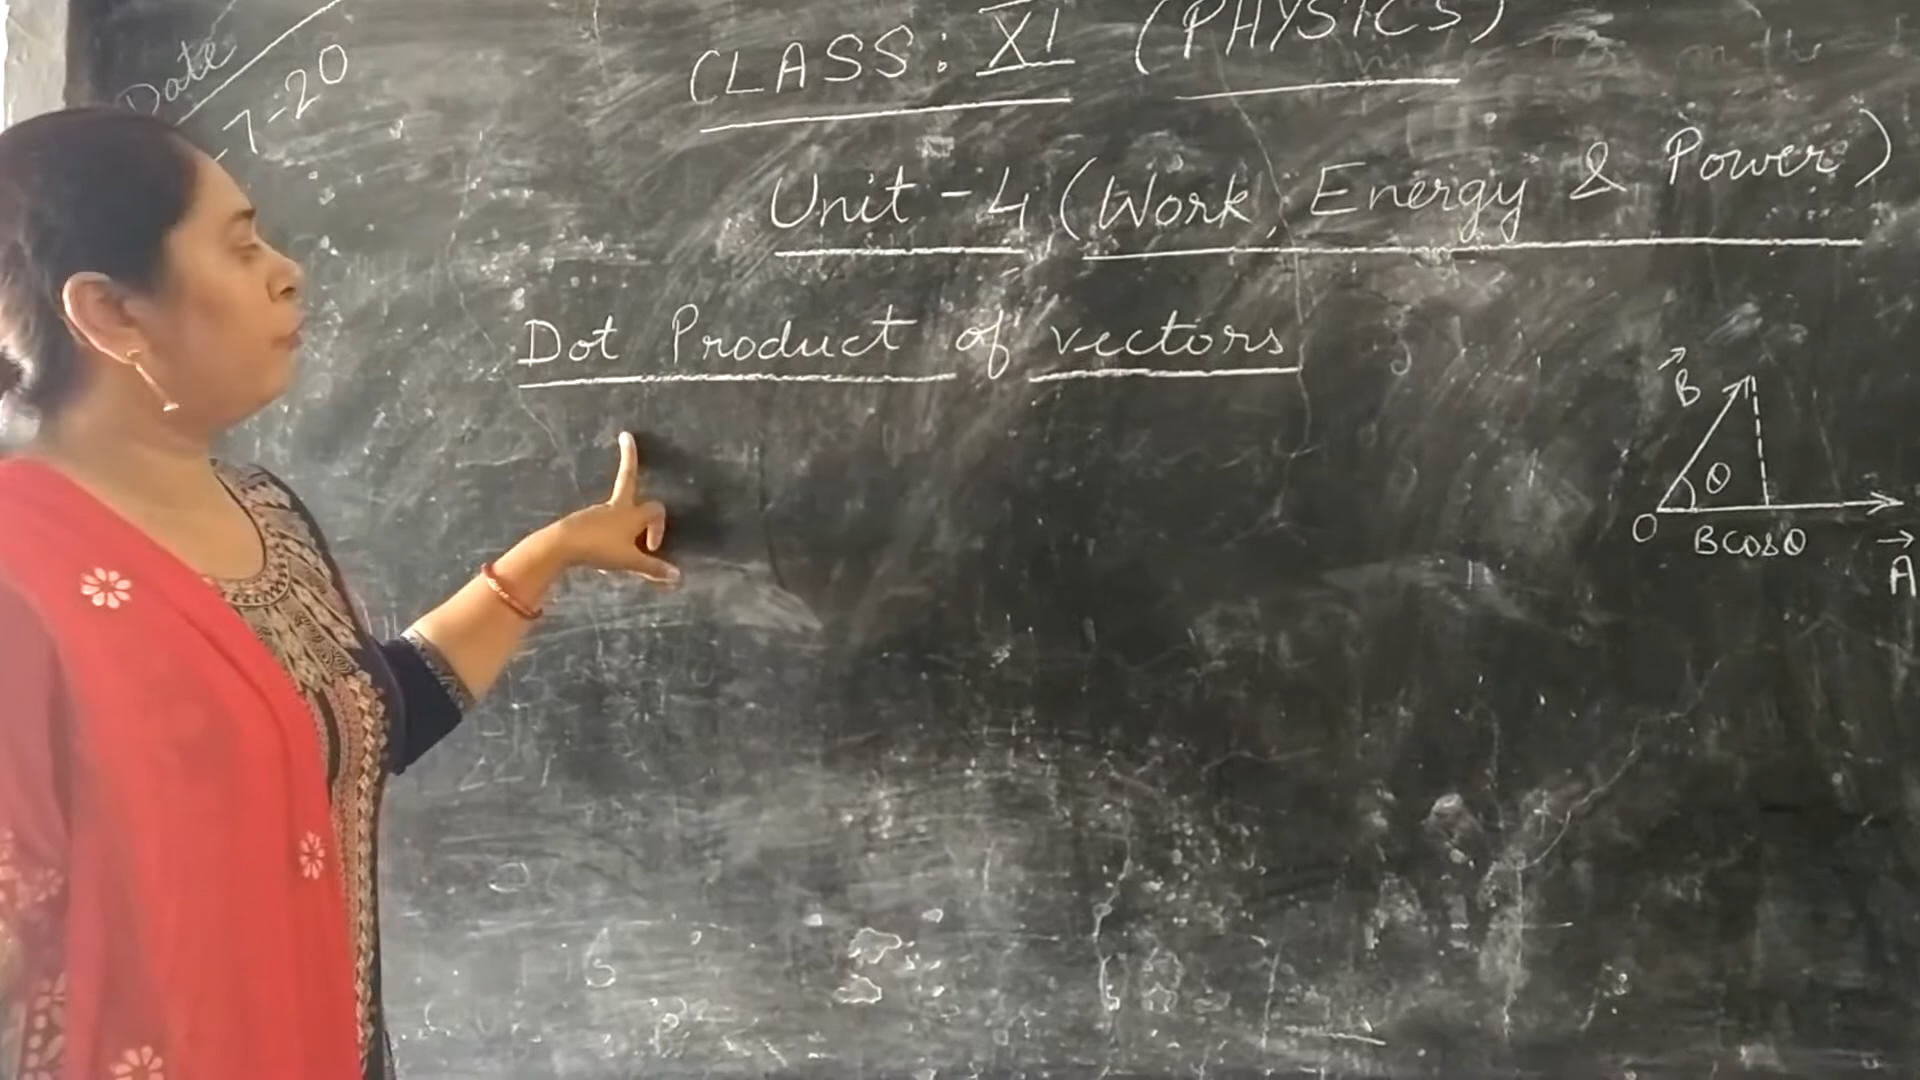 Date
-7-20
CLASS: XI (PHYSICS)
Unit-4 (Work, Energy & Power)
Dot Product of vectors
B
θ
O
BCosθ
A